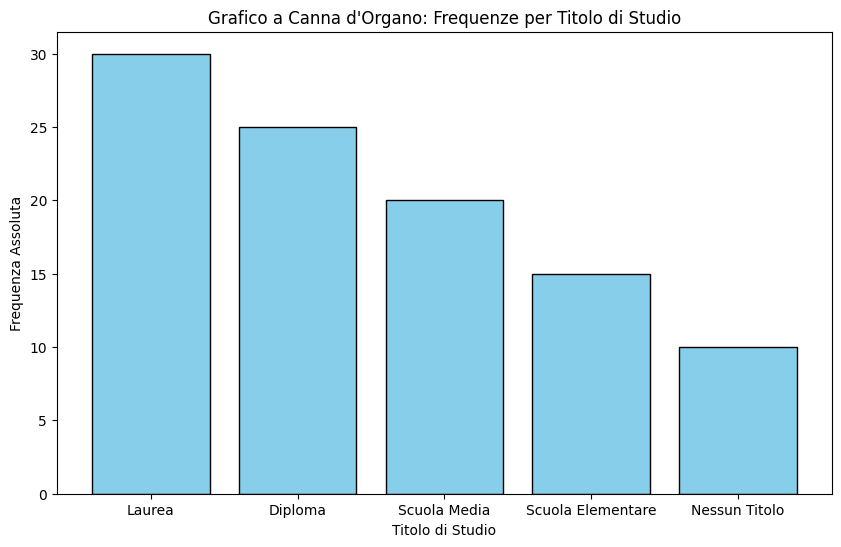 Grafico a Canna d'Organo: Frequenze per Titolo di Studio
Frequenza Assoluta
30
25
20
15
10
5
0
Laurea
Diploma
Scuola Media
Scuola Elementare
Nessun Titolo
Titolo di Studio